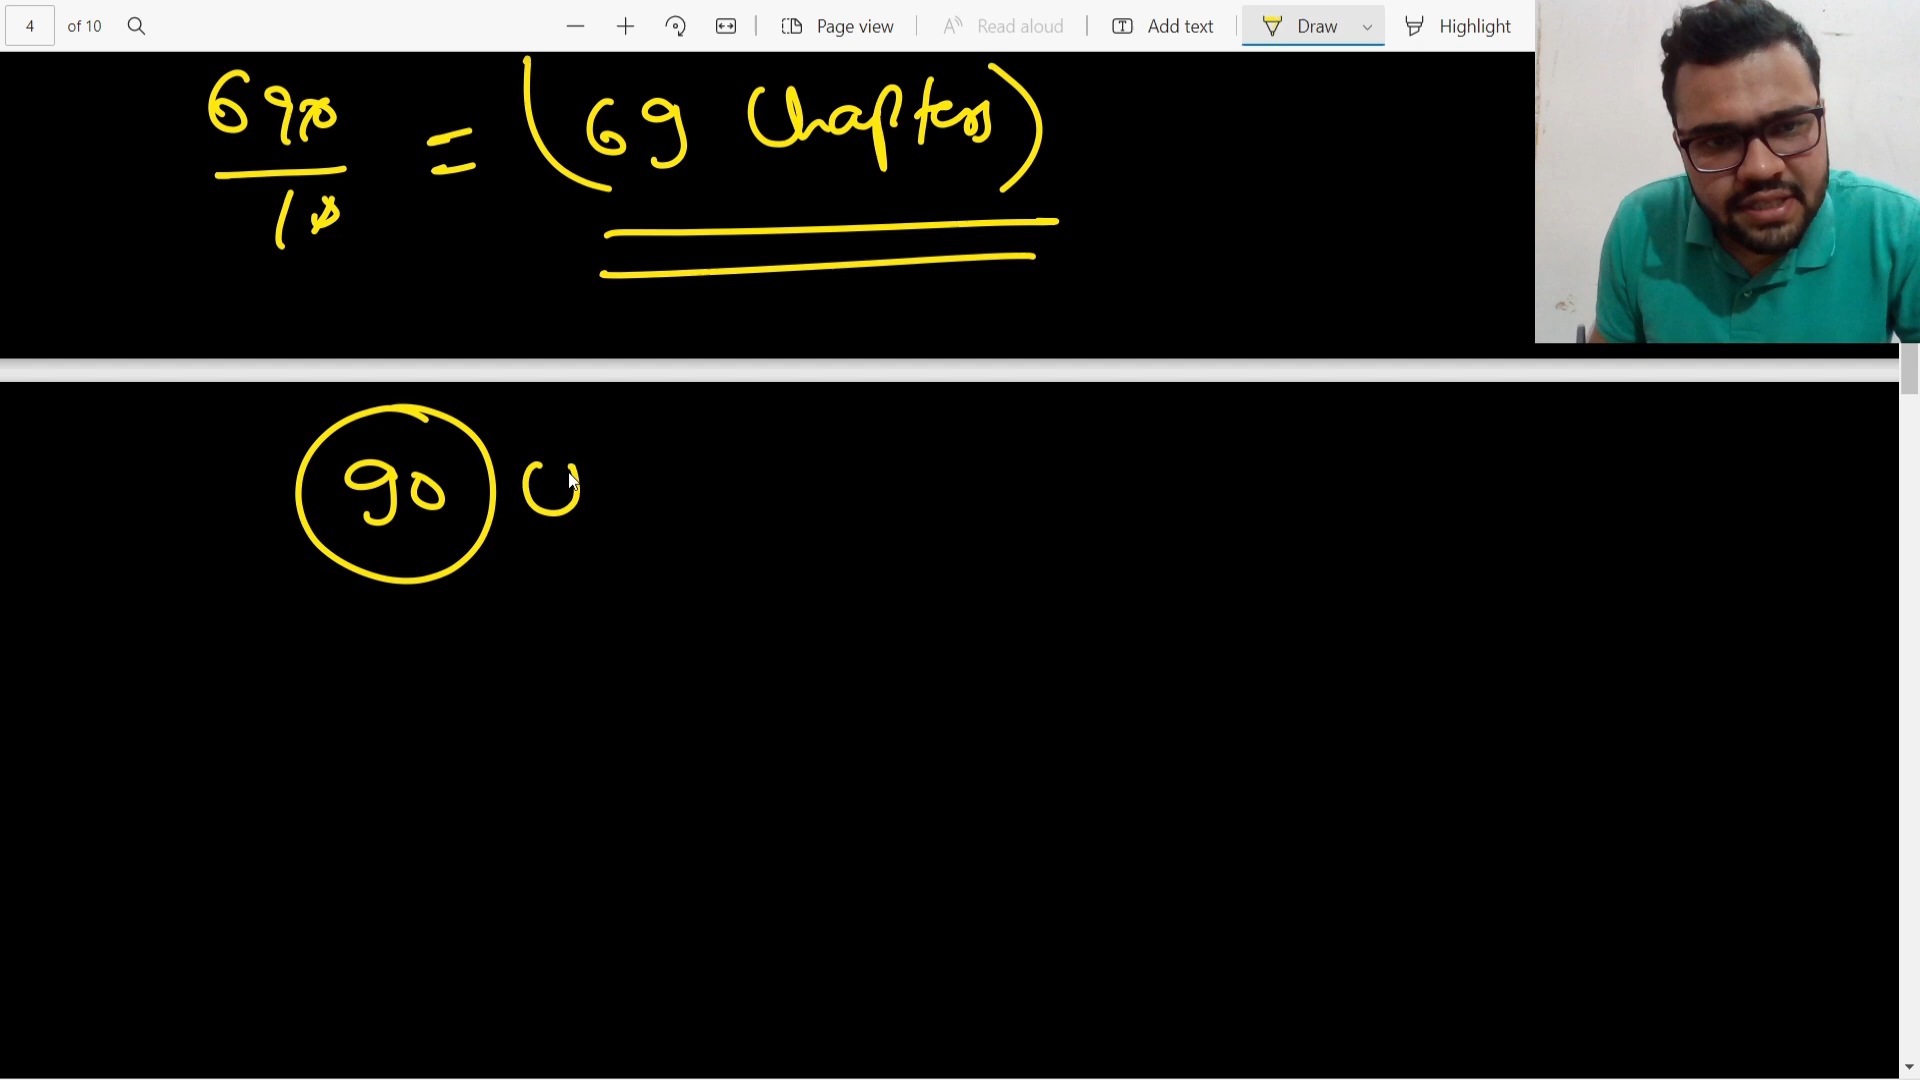 4 of 10 Page view Read aloud Add text Draw Highlight
690 / 10 = (69 Chapters)
90